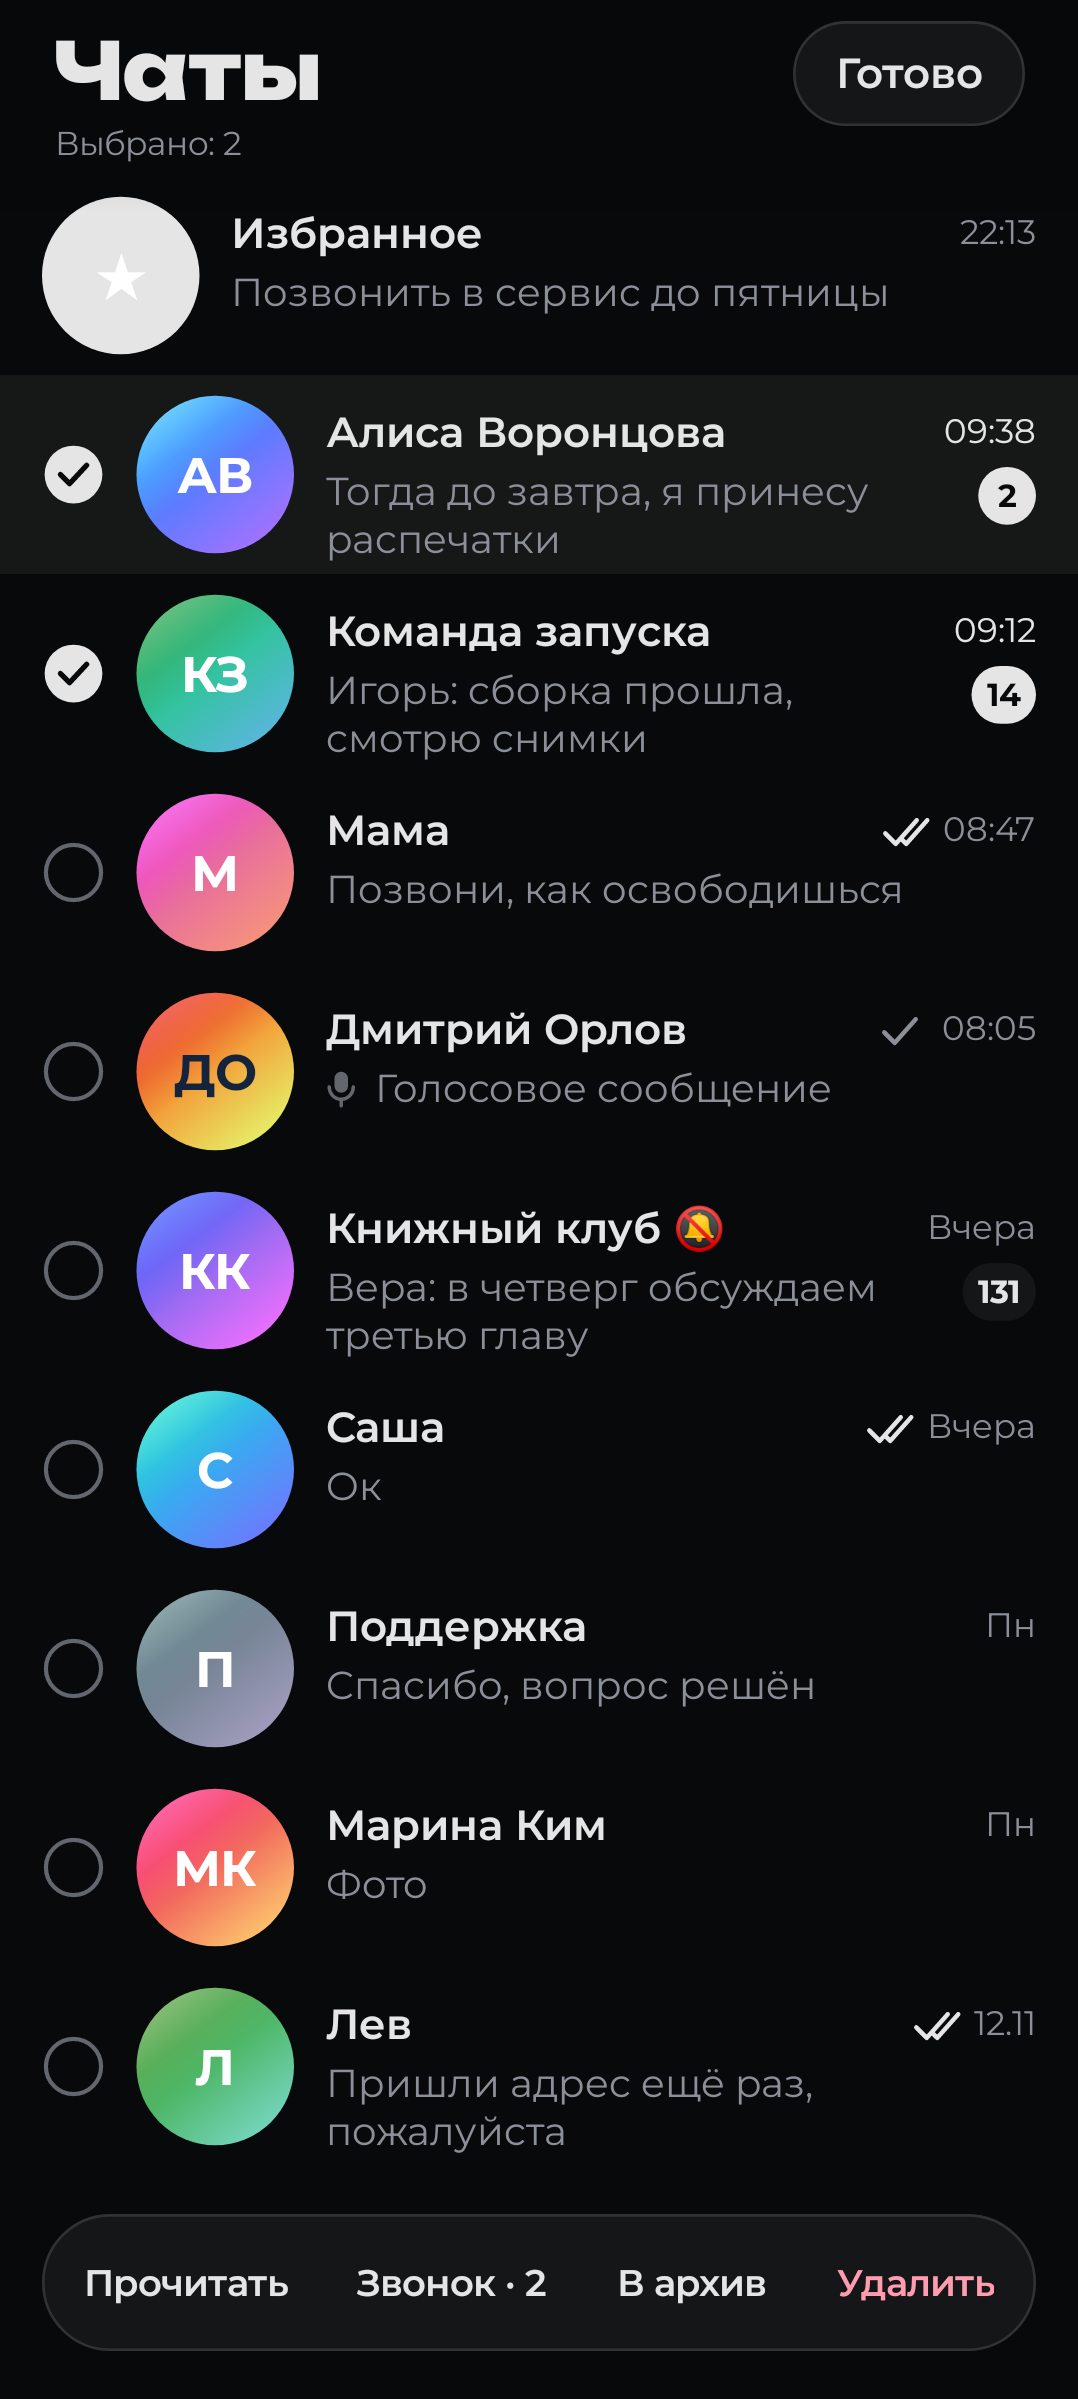 Чаты
Готово
Выбрано: 2
Избранное
22:13
Позвонить в сервис до пятницы
АВ
Алиса Воронцова
09:38
Тогда до завтра, я принесу
распечатки
2
КЗ
Команда запуска
09:12
Игорь: сборка прошла,
смотрю снимки
14
М
Мама
08:47
Позвони, как освободишься
ДО
Дмитрий Орлов
08:05
Голосовое сообщение
КК
Книжный клуб
Вчера
Вера: в четверг обсуждаем
третью главу
131
С
Саша
Вчера
Ок
П
Поддержка
Пн
Спасибо, вопрос решён
МК
Марина Ким
Пн
Фото
Л
Лев
12.11
Пришли адрес ещё раз,
пожалуйста
Прочитать
Звонок · 2
В архив
Удалить